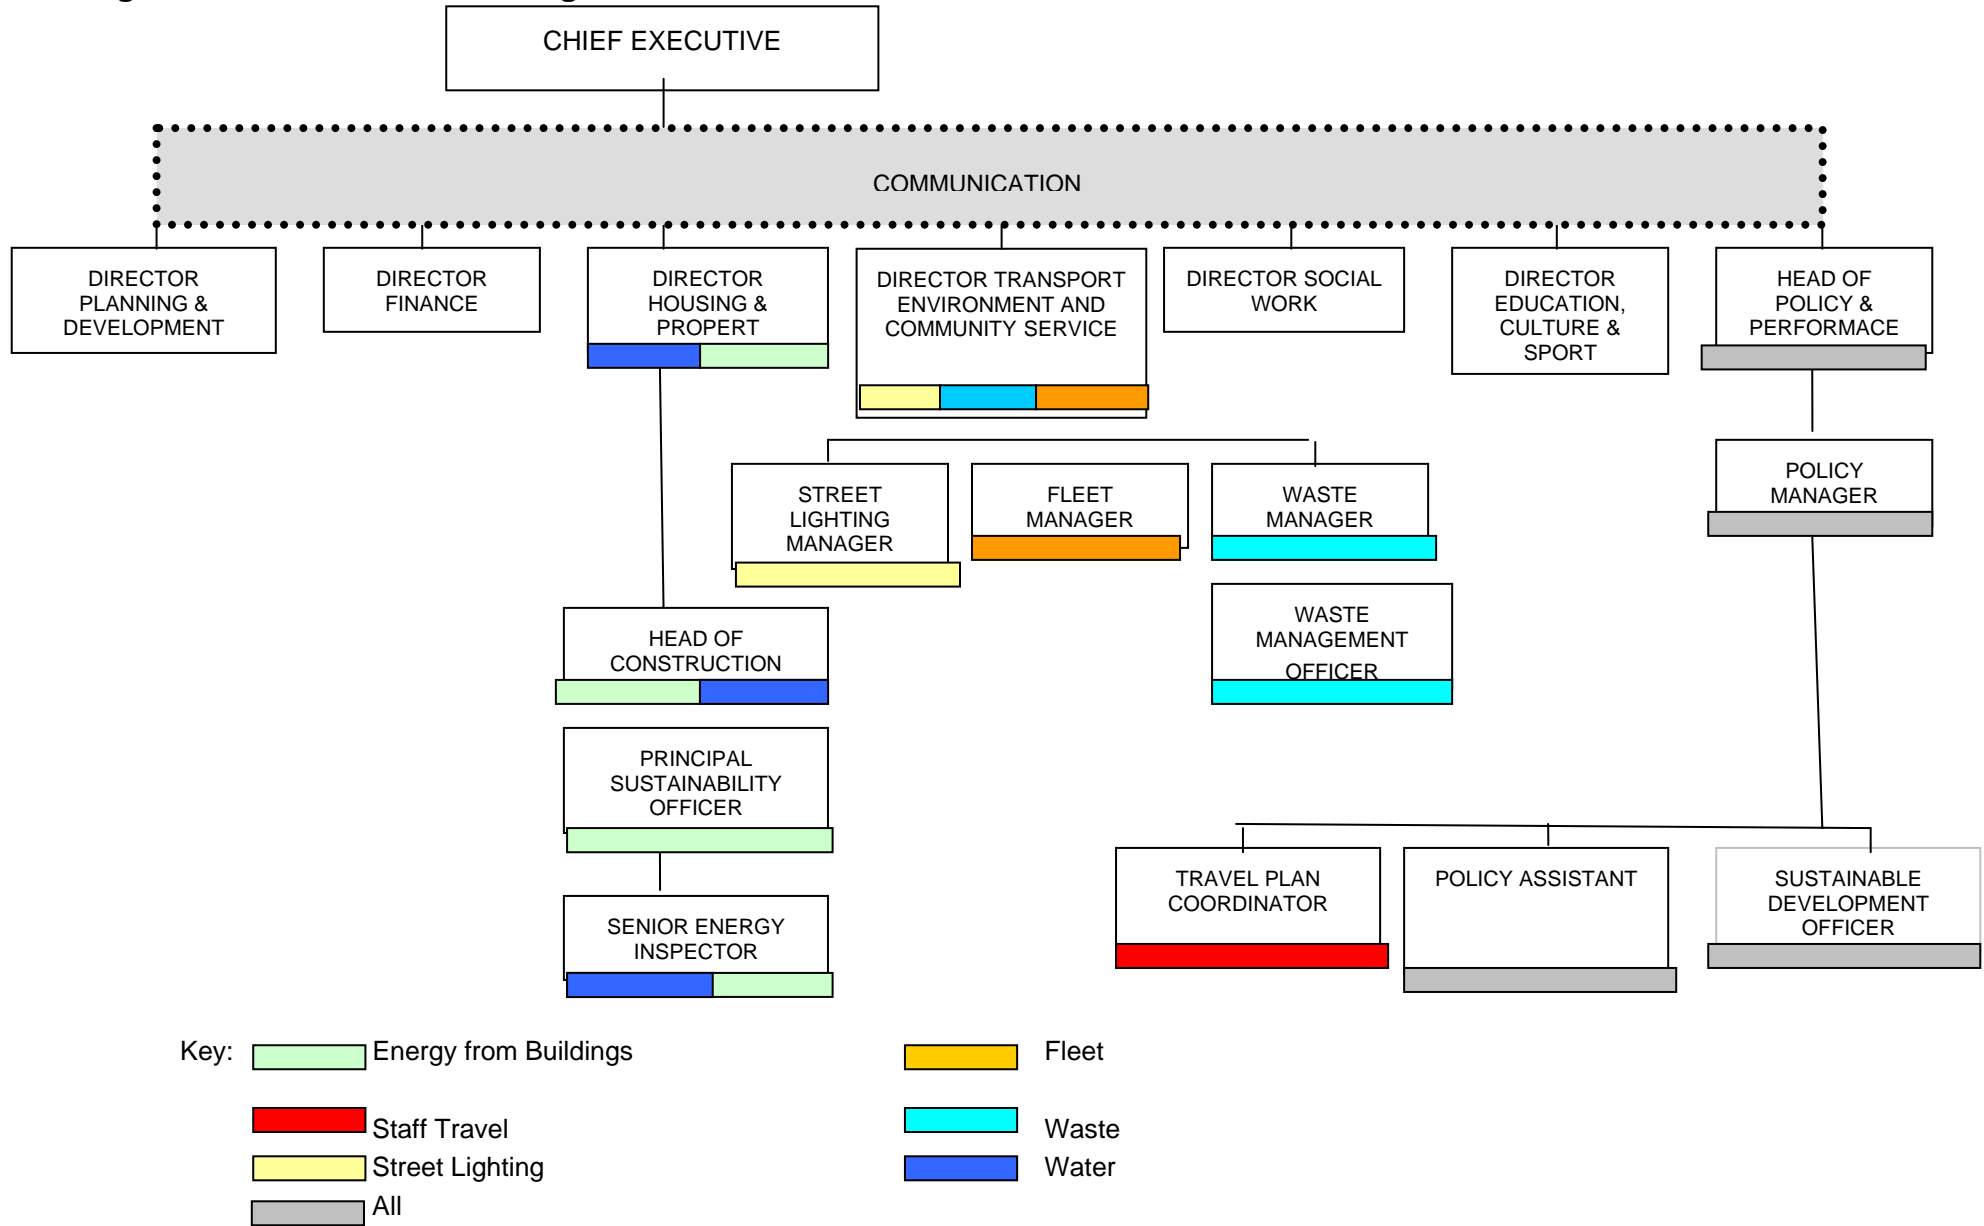 CHIEF EXECUTIVE
COMMUNICATION
DIRECTOR
PLANNING &
DEVELOPMENT
DIRECTOR
FINANCE
DIRECTOR
HOUSING &
PROPERT
DIRECTOR TRANSPORT
ENVIRONMENT AND
COMMUNITY SERVICE
DIRECTOR SOCIAL
WORK
DIRECTOR
EDUCATION,
CULTURE &
SPORT
HEAD OF
POLICY &
PERFORMACE
STREET
LIGHTING
MANAGER
FLEET
MANAGER
WASTE
MANAGER
POLICY
MANAGER
HEAD OF
CONSTRUCTION
WASTE
MANAGEMENT
OFFICER
PRINCIPAL
SUSTAINABILITY
OFFICER
SENIOR ENERGY
INSPECTOR
TRAVEL PLAN
COORDINATOR
POLICY ASSISTANT
SUSTAINABLE
DEVELOPMENT
OFFICER
Key:
Energy from Buildings
Fleet
Staff Travel
Waste
Street Lighting
Water
All